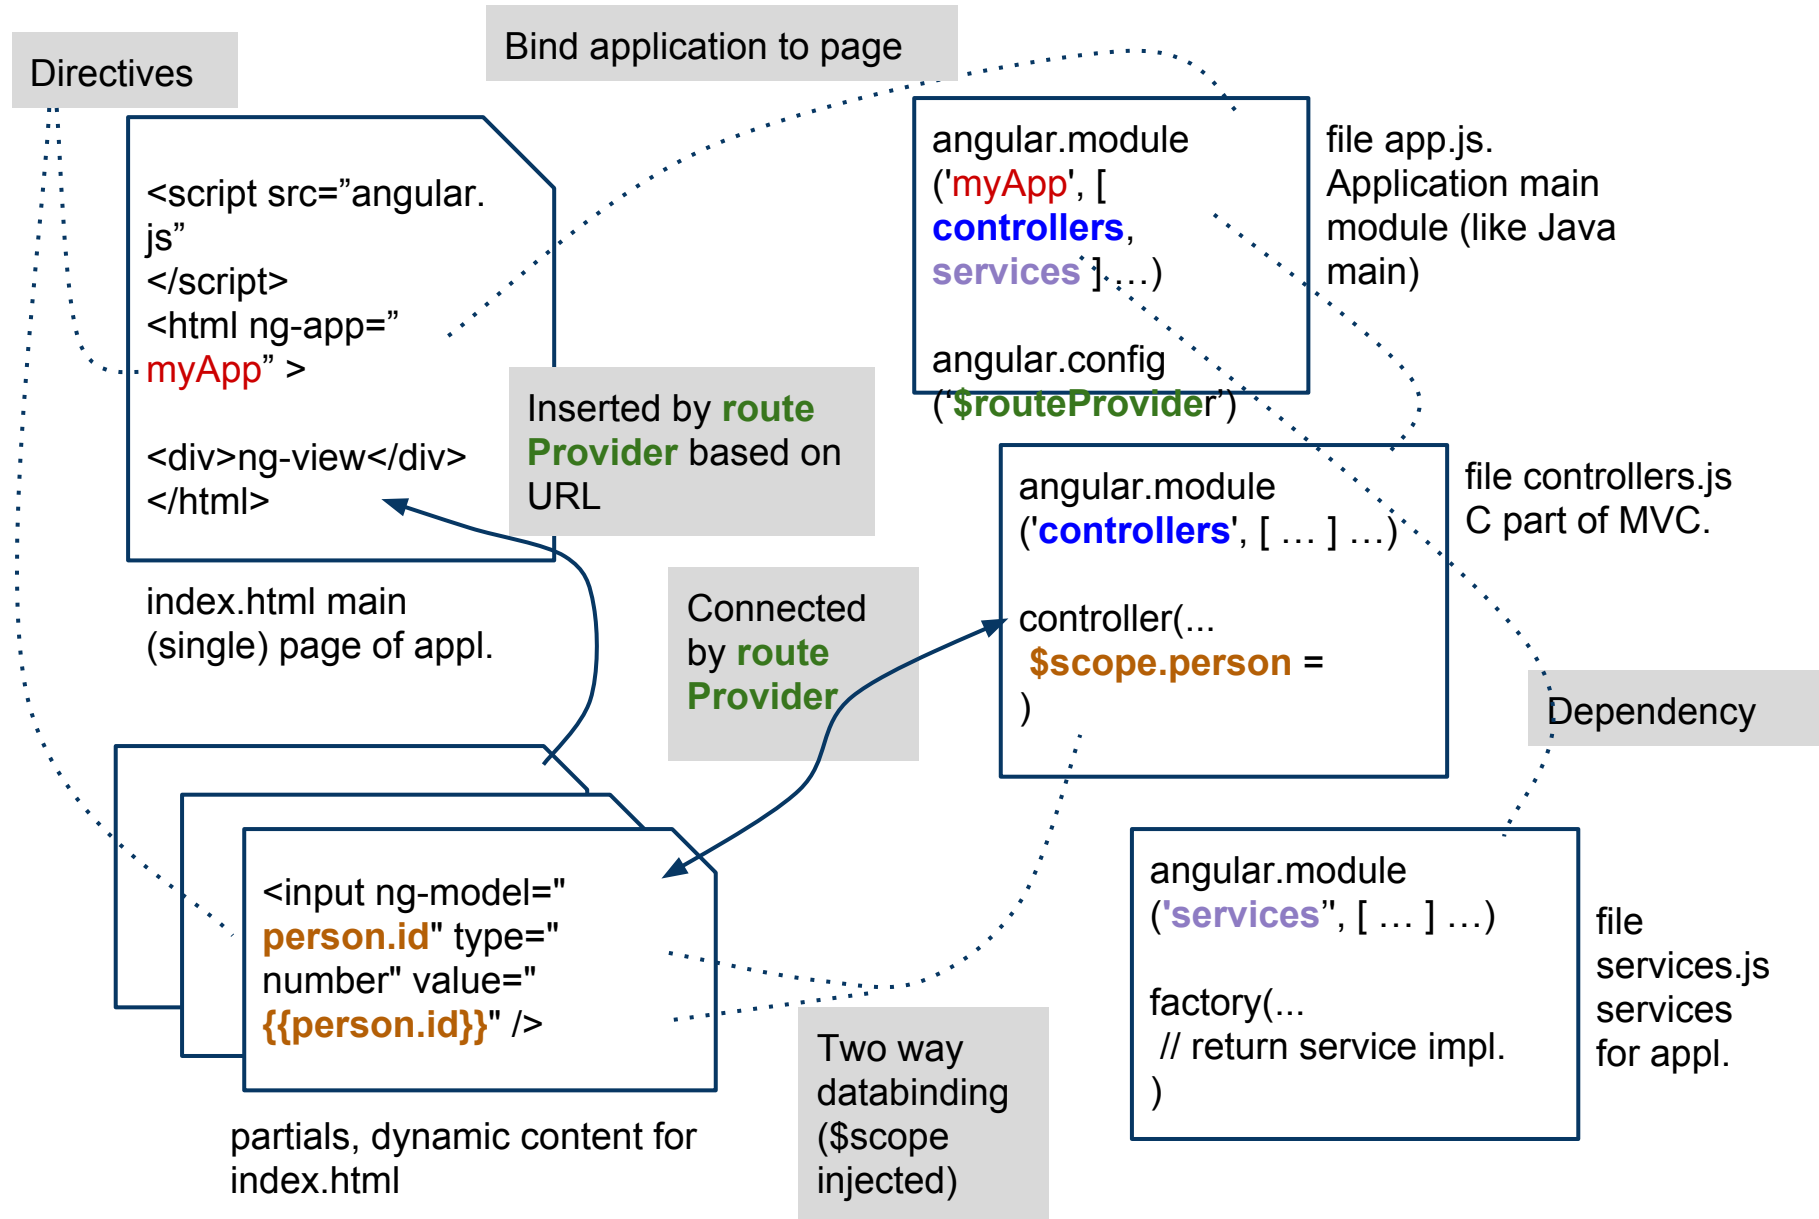 Directives
Bind application to page
<script src=”angular.
js”
</script>
<html ng-app=”
myApp” >
<div>ng-view</div>
</html>
index.html main
(single) page of appl.
angular.module
('myApp', [
controllers,
services ] …)
angular.config
(‘$routeProvider’)
file app.js.
Application main
module (like Java
main)
Inserted by route
Provider based on
URL
angular.module
('controllers', [ … ] …)
controller(...
$scope.person =
)
file controllers.js
C part of MVC.
Connected
by route
Provider
Dependency
<input ng-model="
person.id" type="
number" value="
{{person.id}}" />
partials, dynamic content for
index.html
Two way
databinding
($scope
injected)
angular.module
('services'’, [ … ] …)
factory(...
// return service impl.
)
file
services.js
services
for appl.